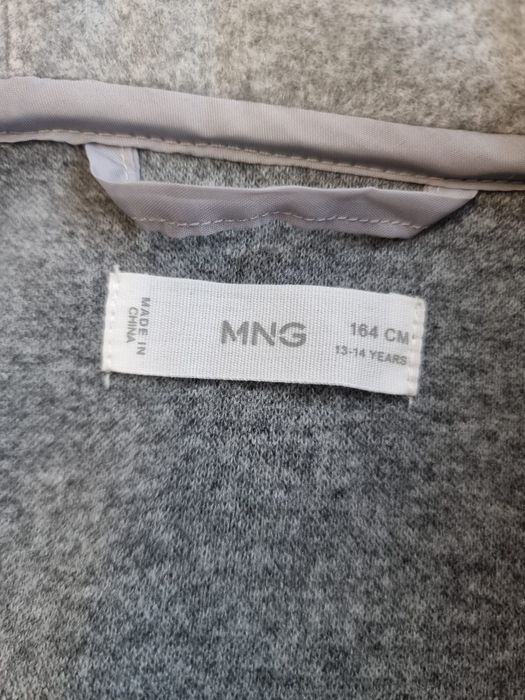 MADE IN
CHINA
MNG
164 CM
13-14 YEARS